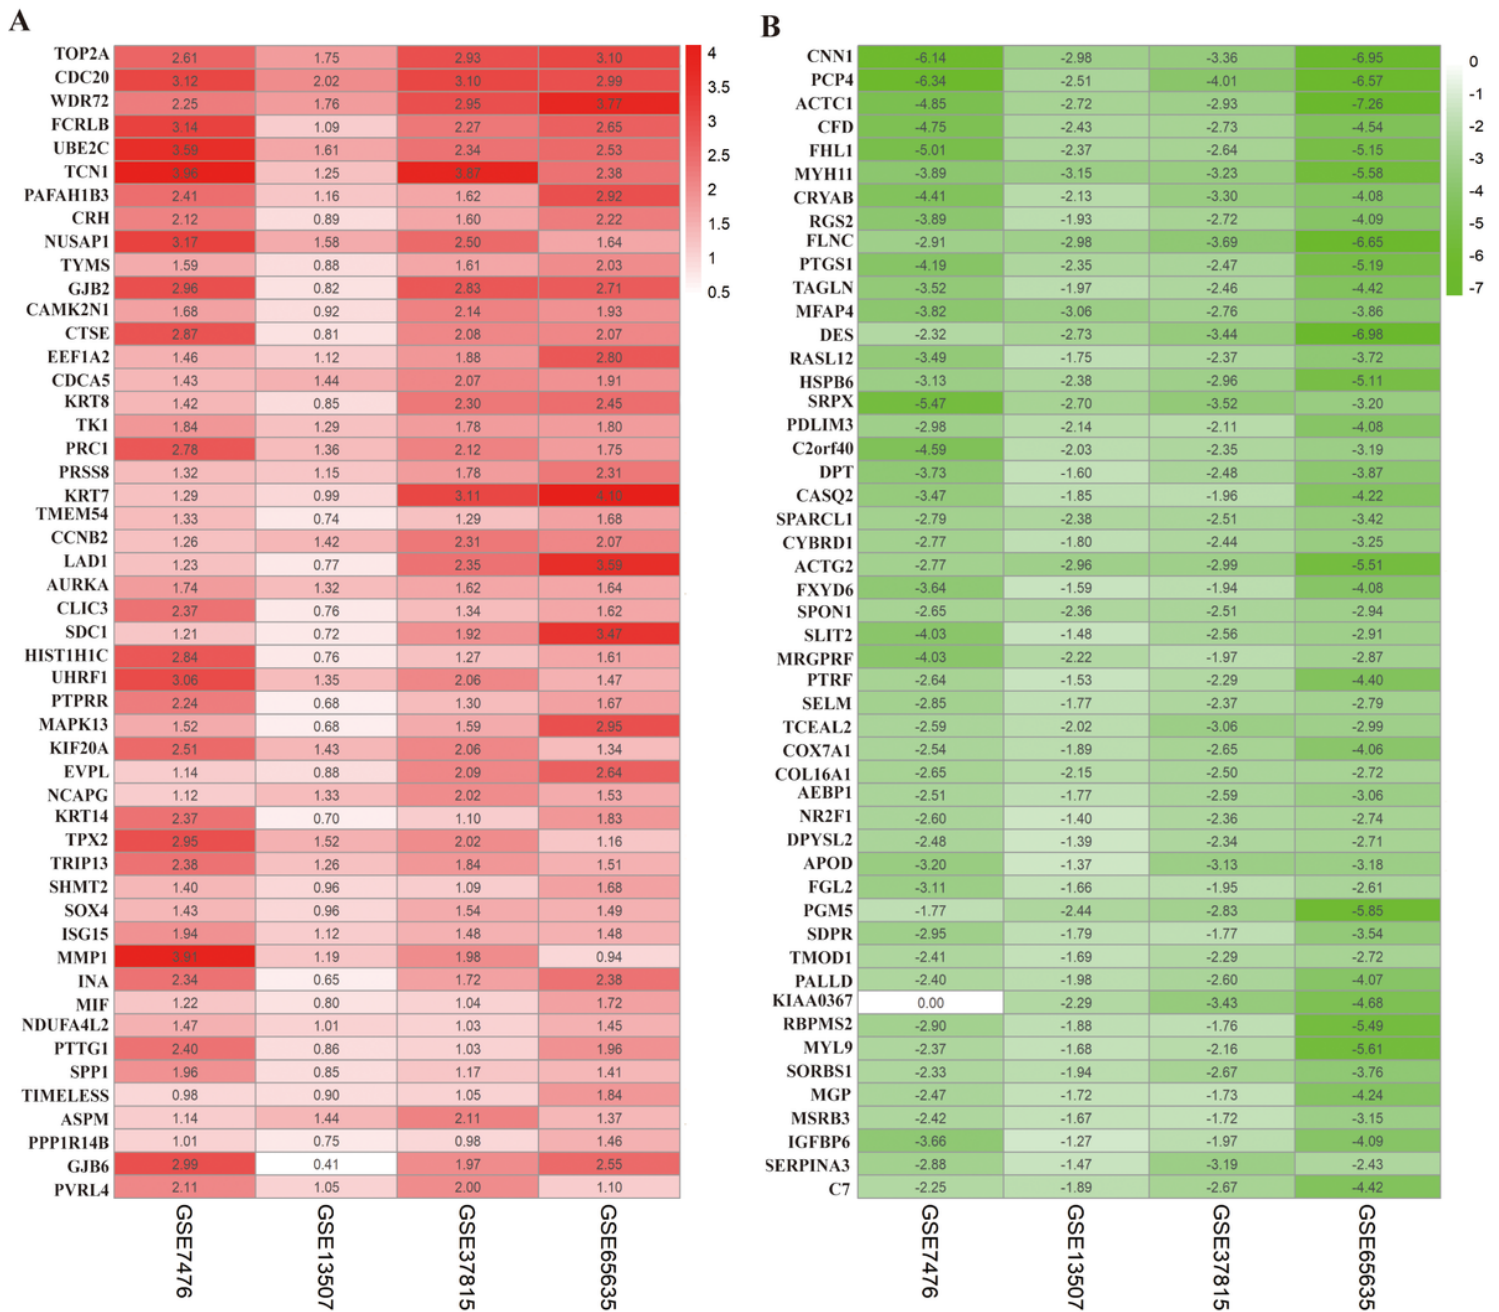 A
TOP2A 2.61 1.75 2.93 3.10
CDC20 3.12 2.02 3.10 2.99
WDR72 2.25 1.76 2.95 3.77
FCRLB 3.14 1.09 2.27 2.65
UBE2C 3.59 1.61 2.34 2.53
TCN1 3.96 1.25 3.87 2.38
PAFAH1B3 2.41 1.16 1.62 2.92
CRH 2.12 0.89 1.60 2.22
NUSAP1 3.17 1.58 2.50 1.64
TYMS 1.59 0.88 1.61 2.03
GJB2 2.96 0.82 2.83 2.71
CAMK2N1 1.68 0.92 2.14 1.93
CTSE 2.87 0.81 2.08 2.07
EEF1A2 1.46 1.12 1.88 2.80
CDCA5 1.43 1.44 2.07 1.91
KRT8 1.42 0.85 2.30 2.45
TK1 1.84 1.29 1.78 1.80
PRC1 2.78 1.36 2.12 1.75
PRSS8 1.32 1.15 1.78 2.31
KRT7 1.29 0.99 3.11 4.10
TMEM54 1.33 0.74 1.29 1.68
CCNB2 1.26 1.42 2.31 2.07
LAD1 1.23 0.77 2.35 3.59
AURKA 1.74 1.32 1.62 1.64
CLIC3 2.37 0.76 1.34 1.62
SDC1 1.21 0.72 1.92 3.47
HIST1H1C 2.84 0.76 1.27 1.61
UHRF1 3.06 1.35 2.06 1.47
PTPRR 2.24 0.68 1.30 1.67
MAPK13 1.52 0.68 1.59 2.95
KIF20A 2.51 1.43 2.06 1.34
EVPL 1.14 0.88 2.09 2.64
NCAPG 1.12 1.33 2.02 1.53
KRT14 2.37 0.70 1.10 1.83
TPX2 2.95 1.52 2.02 1.16
TRIP13 2.38 1.26 1.84 1.51
SHMT2 1.40 0.96 1.09 1.68
SOX4 1.43 0.96 1.54 1.49
ISG15 1.94 1.12 1.48 1.48
MMP1 3.91 1.19 1.98 0.94
INA 2.34 0.65 1.72 2.38
MIF 1.22 0.80 1.04 1.72
NDUFA4L2 1.47 1.01 1.03 1.45
PTTG1 2.40 0.86 1.03 1.96
SPP1 1.96 0.85 1.17 1.41
TIMELESS 0.98 0.90 1.05 1.84
ASPM 1.14 1.44 2.11 1.37
PPP1R14B 1.01 0.75 0.98 1.46
GJB6 2.99 0.41 1.97 2.55
PVRL4 2.11 1.05 2.00 1.10
GSE7476 GSE13507 GSE37815 GSE65635
4
3.5
3
2.5
2
1.5
1
0.5
B
CNN1 -6.14 -2.98 -3.36 -6.95
PCP4 -6.34 -2.51 -4.01 -6.57
ACTC1 -4.85 -2.72 -2.93 -7.26
CFD -4.75 -2.43 -2.73 -4.54
FHL1 -5.01 -2.37 -2.64 -5.15
MYH11 -3.89 -3.15 -3.23 -5.58
CRYAB -4.41 -2.13 -3.30 -4.08
RGS2 -3.89 -1.93 -2.72 -4.09
FLNC -2.91 -2.98 -3.69 -6.65
PTGS1 -4.19 -2.35 -2.47 -5.19
TAGLN -3.52 -1.97 -2.46 -4.42
MFAP4 -3.82 -3.06 -2.76 -3.86
DES -2.32 -2.73 -3.44 -6.98
RASL12 -3.49 -1.75 -2.37 -3.72
HSPB6 -3.13 -2.38 -2.96 -5.11
SRPX -5.47 -2.70 -3.52 -3.20
PDLIM3 -2.98 -2.14 -2.11 -4.08
C2orf40 -4.59 -2.03 -2.35 -3.19
DPT -3.73 -1.60 -2.48 -3.87
CASQ2 -3.47 -1.85 -1.96 -4.22
SPARCL1 -2.79 -2.38 -2.51 -3.42
CYBRD1 -2.77 -1.80 -2.44 -3.25
ACTG2 -2.77 -2.96 -2.99 -5.51
FXYD6 -3.64 -1.59 -1.94 -4.08
SPON1 -2.65 -2.36 -2.51 -2.94
SLIT2 -4.03 -1.48 -2.56 -2.91
MRGPRF -4.03 -2.22 -1.97 -2.87
PTRF -2.64 -1.53 -2.29 -4.40
SELM -2.85 -1.77 -2.37 -2.79
TCEAL2 -2.59 -2.02 -3.06 -2.99
COX7A1 -2.54 -1.89 -2.65 -4.06
COL16A1 -2.65 -2.15 -2.50 -2.72
AEBP1 -2.51 -1.77 -2.59 -3.06
NR2F1 -2.60 -1.40 -2.36 -2.74
DPYSL2 -2.48 -1.39 -2.34 -2.71
APOD -3.20 -1.37 -3.13 -3.18
FGL2 -3.11 -1.66 -1.95 -2.61
PGM5 -1.77 -2.44 -2.83 -5.85
SDPR -2.95 -1.79 -1.77 -3.54
TMOD1 -2.41 -1.69 -2.29 -2.72
PALLD -2.40 -1.98 -2.60 -4.07
KIAA0367 0.00 -2.29 -3.43 -4.68
RBPMS2 -2.90 -1.88 -1.76 -5.49
MYL9 -2.37 -1.68 -2.16 -5.61
SORBS1 -2.33 -1.94 -2.67 -3.76
MGP -2.47 -1.72 -1.73 -4.24
MSRB3 -2.42 -1.67 -1.72 -3.15
IGFBP6 -3.66 -1.27 -1.97 -4.09
SERPINA3 -2.88 -1.47 -3.19 -2.43
C7 -2.25 -1.89 -2.67 -4.42
GSE7476 GSE13507 GSE37815 GSE65635
0
-1
-2
-3
-4
-5
-6
-7